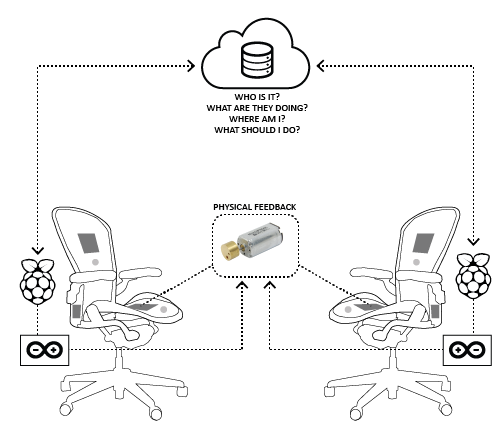 WHO IS IT?
WHAT ARE THEY DOING?
WHERE AM I?
WHAT SHOULD I DO?
PHYSICAL FEEDBACK